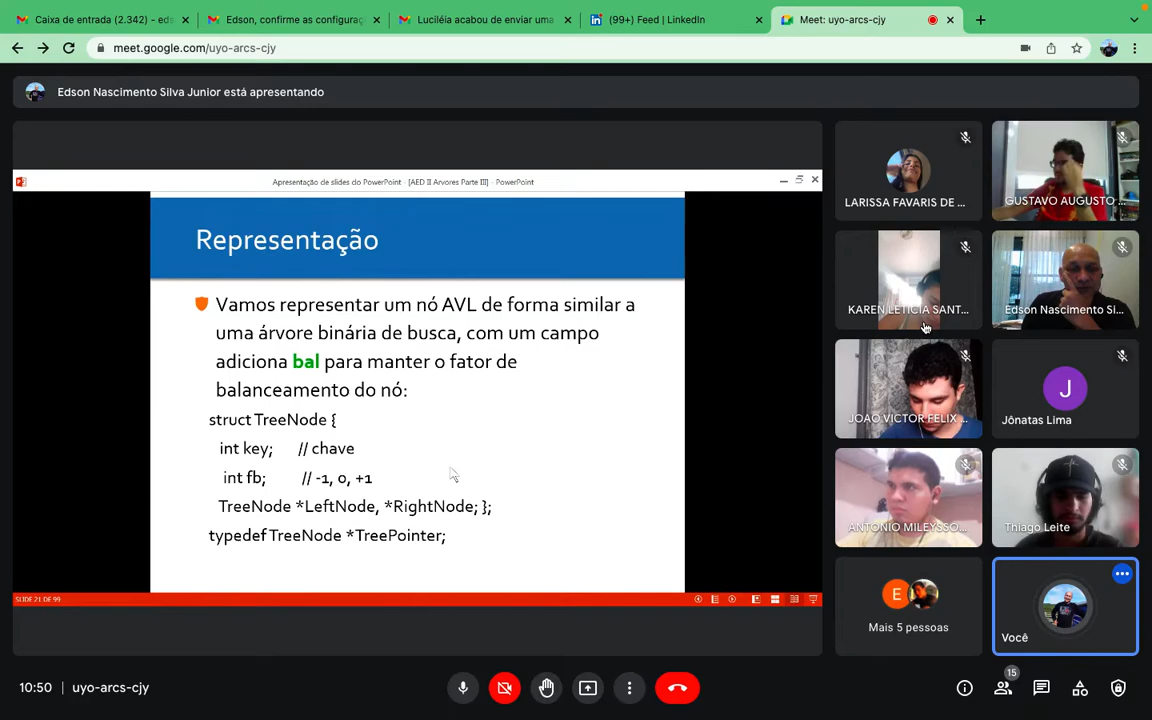 Caixa de entrada (2.342) – eds
Edson, confirme as configuraç
Luciléia acabou de enviar uma
(99+) Feed | LinkedIn
Meet: uyo-arcs-cjy
meet.google.com/uyo-arcs-cjy
Edson Nascimento Silva Junior está apresentando
Apresentação de slides do PowerPoint - [AED II Arvores Parte III] - PowerPoint
Representação
Vamos representar um nó AVL de forma similar a
uma árvore binária de busca, com um campo
adiciona bal para manter o fator de
balanceamento do nó:
struct TreeNode {
int key; // chave
int fb; // -1, 0, +1
TreeNode *LeftNode, *RightNode; };
typedef TreeNode *TreePointer;
SLIDE 21 DE 99
LARISSA FAVARIS DE ...
GUSTAVO AUGUSTO ...
KAREN LETICIA SANT...
Edson Nascimento Si...
JOAO VICTOR FELIX ...
J
Jônatas Lima
ANTONIO MILEYSSO...
Thiago Leite
E
Mais 5 pessoas
Você
10:50 | uyo-arcs-cjy
15